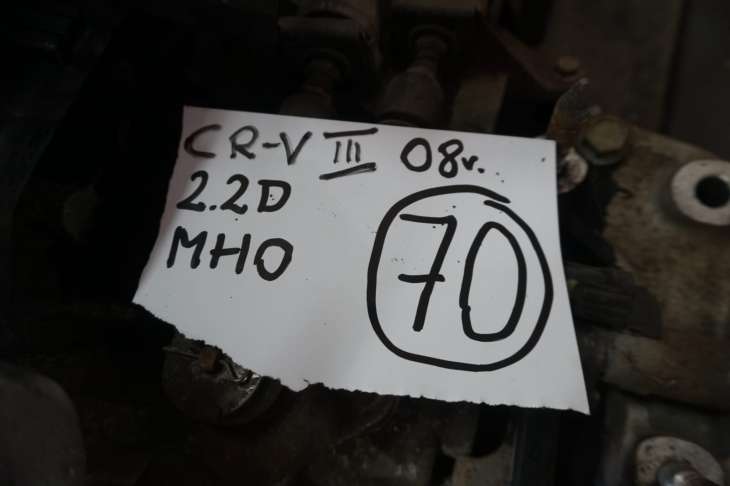 CR-V III 08r.
2.2D
MHO
70